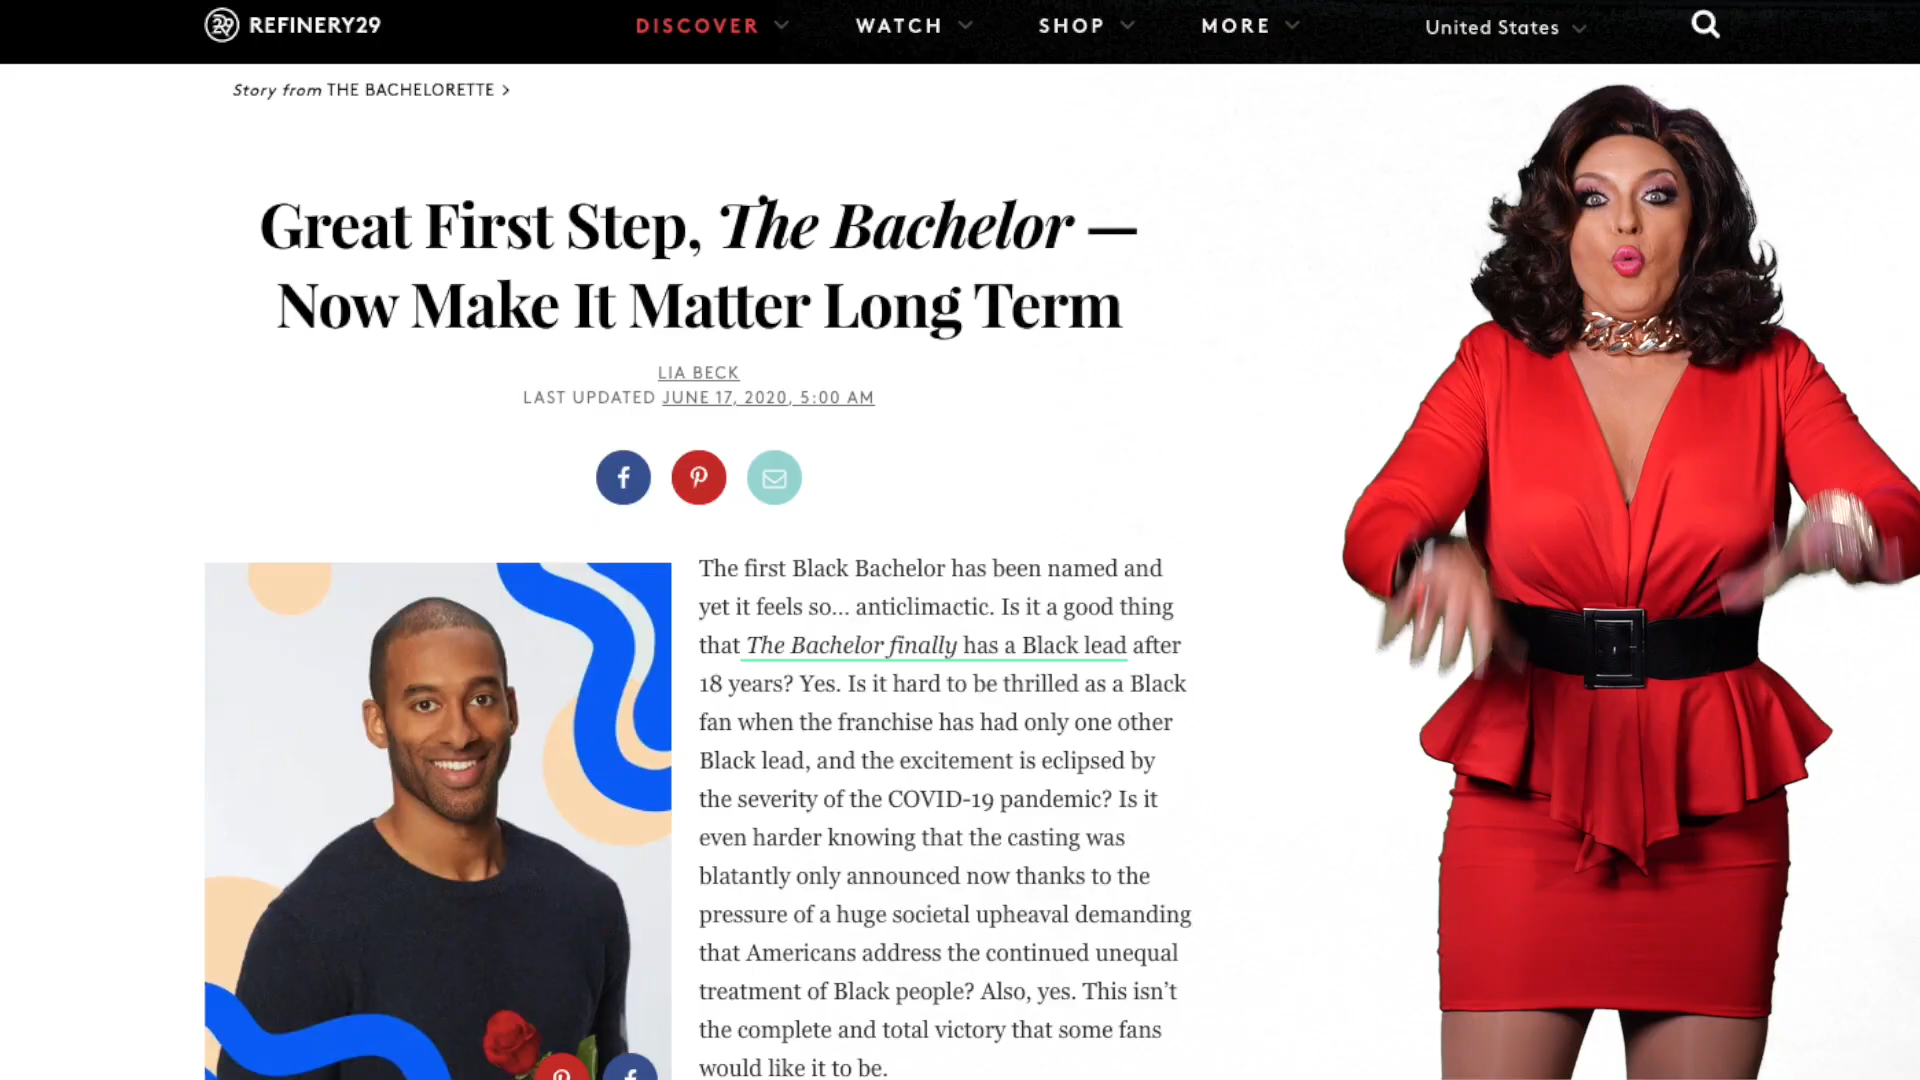 29 REFINERY29
DISCOVER WATCH SHOP MORE United States
Story from THE BACHELORETTE >
Great First Step, The Bachelor —
Now Make It Matter Long Term
LIA BECK
LAST UPDATED JUNE 17, 2020, 5:00 AM
The first Black Bachelor has been named and
yet it feels so... anticlimactic. Is it a good thing
that The Bachelor finally has a Black lead after
18 years? Yes. Is it hard to be thrilled as a Black
fan when the franchise has had only one other
Black lead, and the excitement is eclipsed by
the severity of the COVID-19 pandemic? Is it
even harder knowing that the casting was
blatantly only announced now thanks to the
pressure of a huge societal upheaval demanding
that Americans address the continued unequal
treatment of Black people? Also, yes. This isn’t
the complete and total victory that some fans
would like it to be.